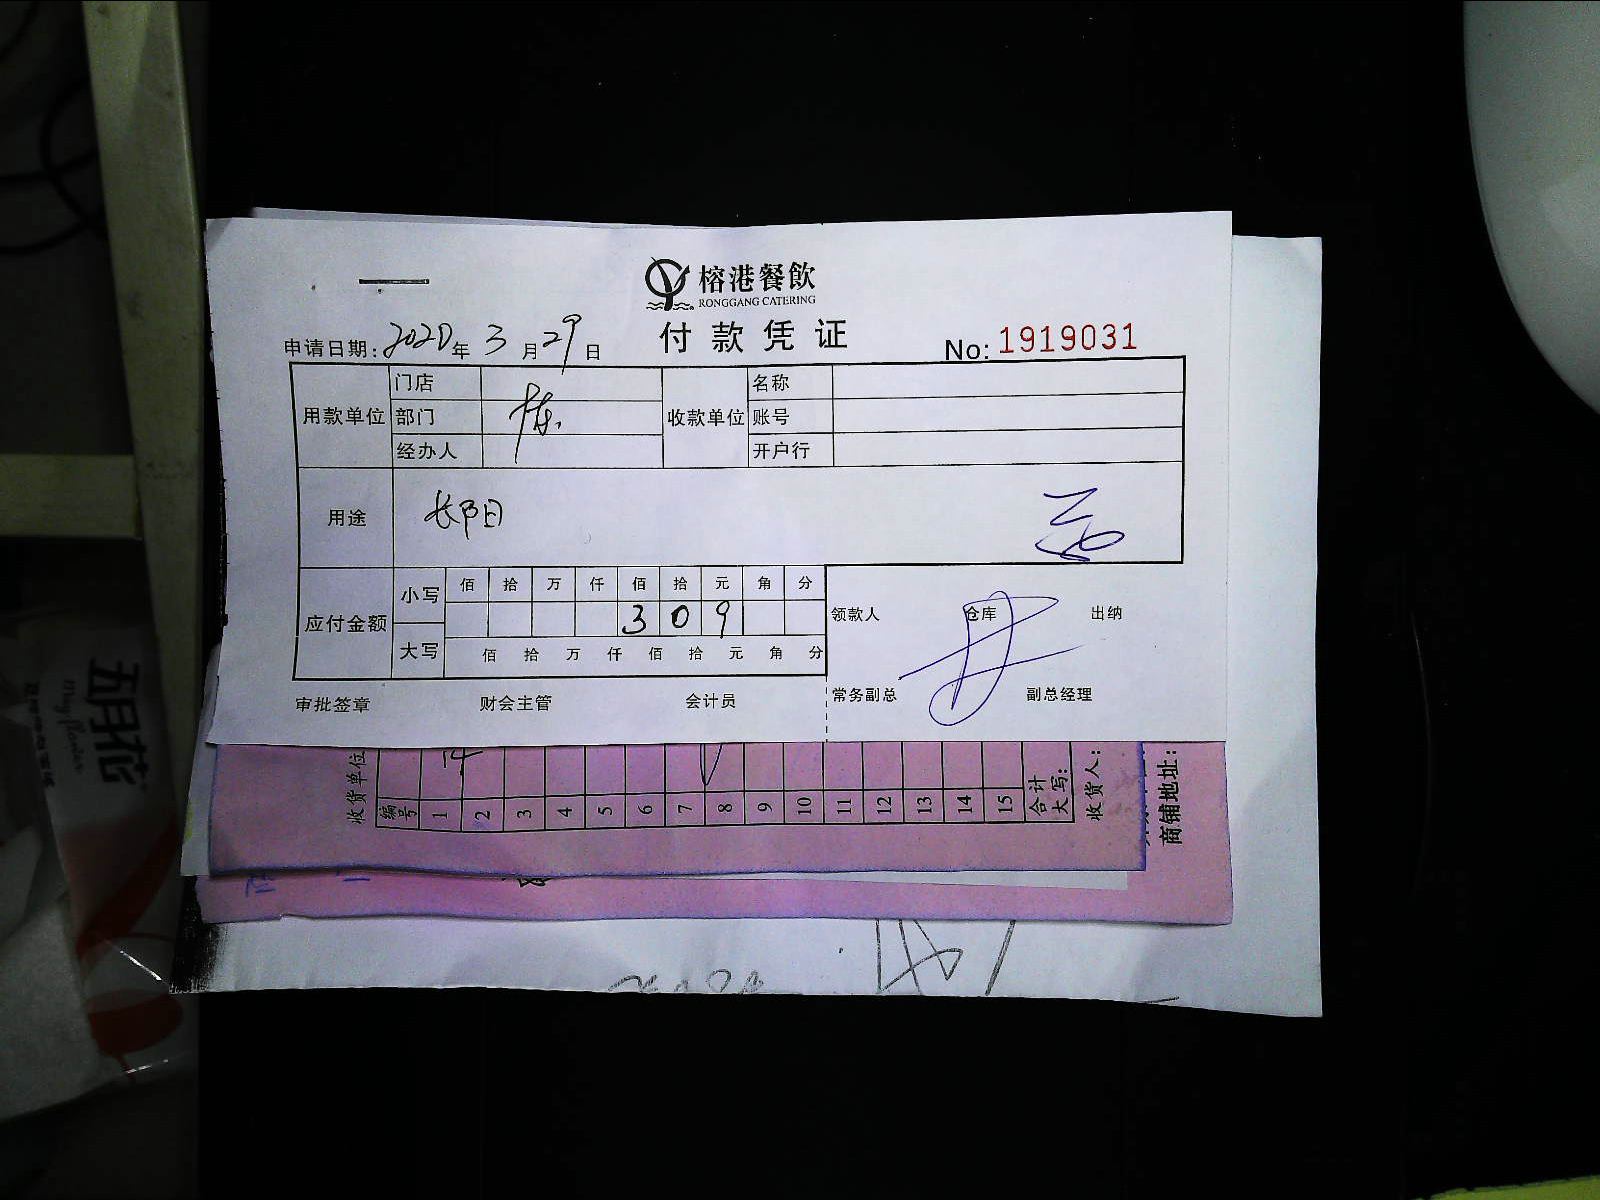 榕港餐飲
RONGGANG CATERING
付款凭证
申请日期: 2020年3月29日
No: 1919031
用款单位 门店 收款单位 名称
部门 账号
经办人 开户行
用途 长阳
应付金额 小写 佰 拾 万 仟 佰 拾 元 角 分
3 0 9
大写 佰 拾 万 仟 佰 拾 元 角 分
领款人 仓库 出纳
审批签章 财会主管 会计员 常务副总 副总经理
收货单位
编号 1 2 3 4 5 6 7 8 9 10 11 12 13 14 15
合计大写:
收货人:
商铺地址:
五月花
Mayflower